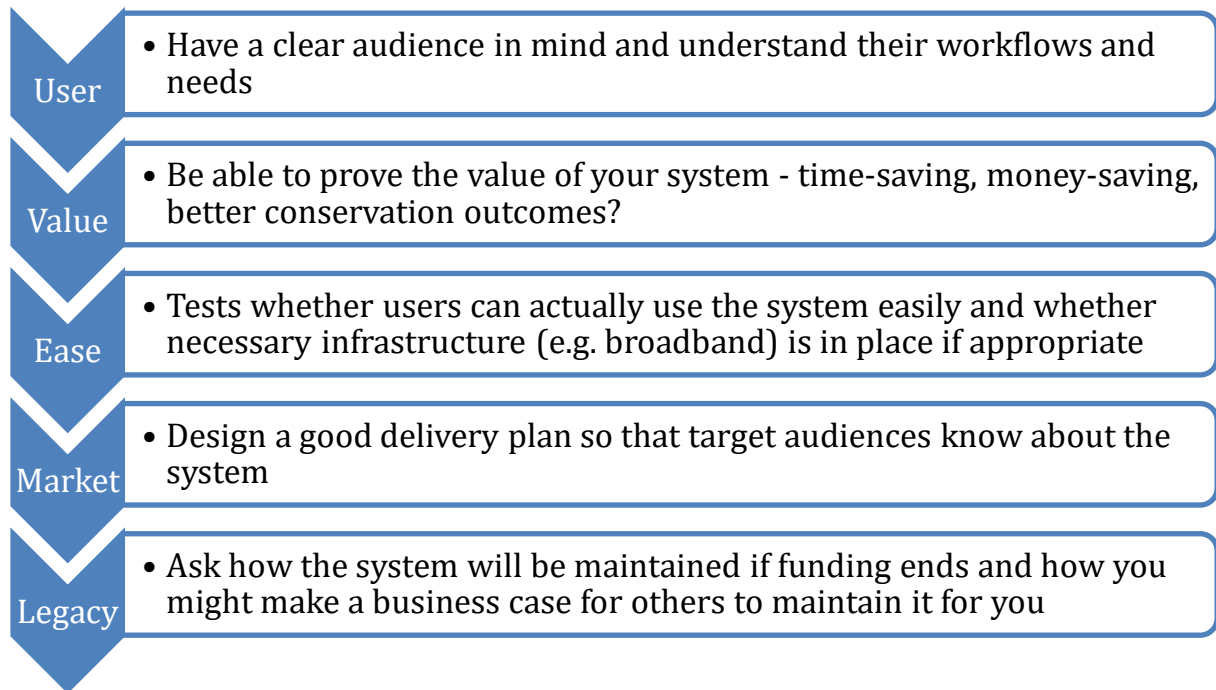 User
• Have a clear audience in mind and understand their workflows and
needs
Value
• Be able to prove the value of your system - time-saving, money-saving,
better conservation outcomes?
Ease
• Tests whether users can actually use the system easily and whether
necessary infrastructure (e.g. broadband) is in place if appropriate
Market
• Design a good delivery plan so that target audiences know about the
system
Legacy
• Ask how the system will be maintained if funding ends and how you
might make a business case for others to maintain it for you